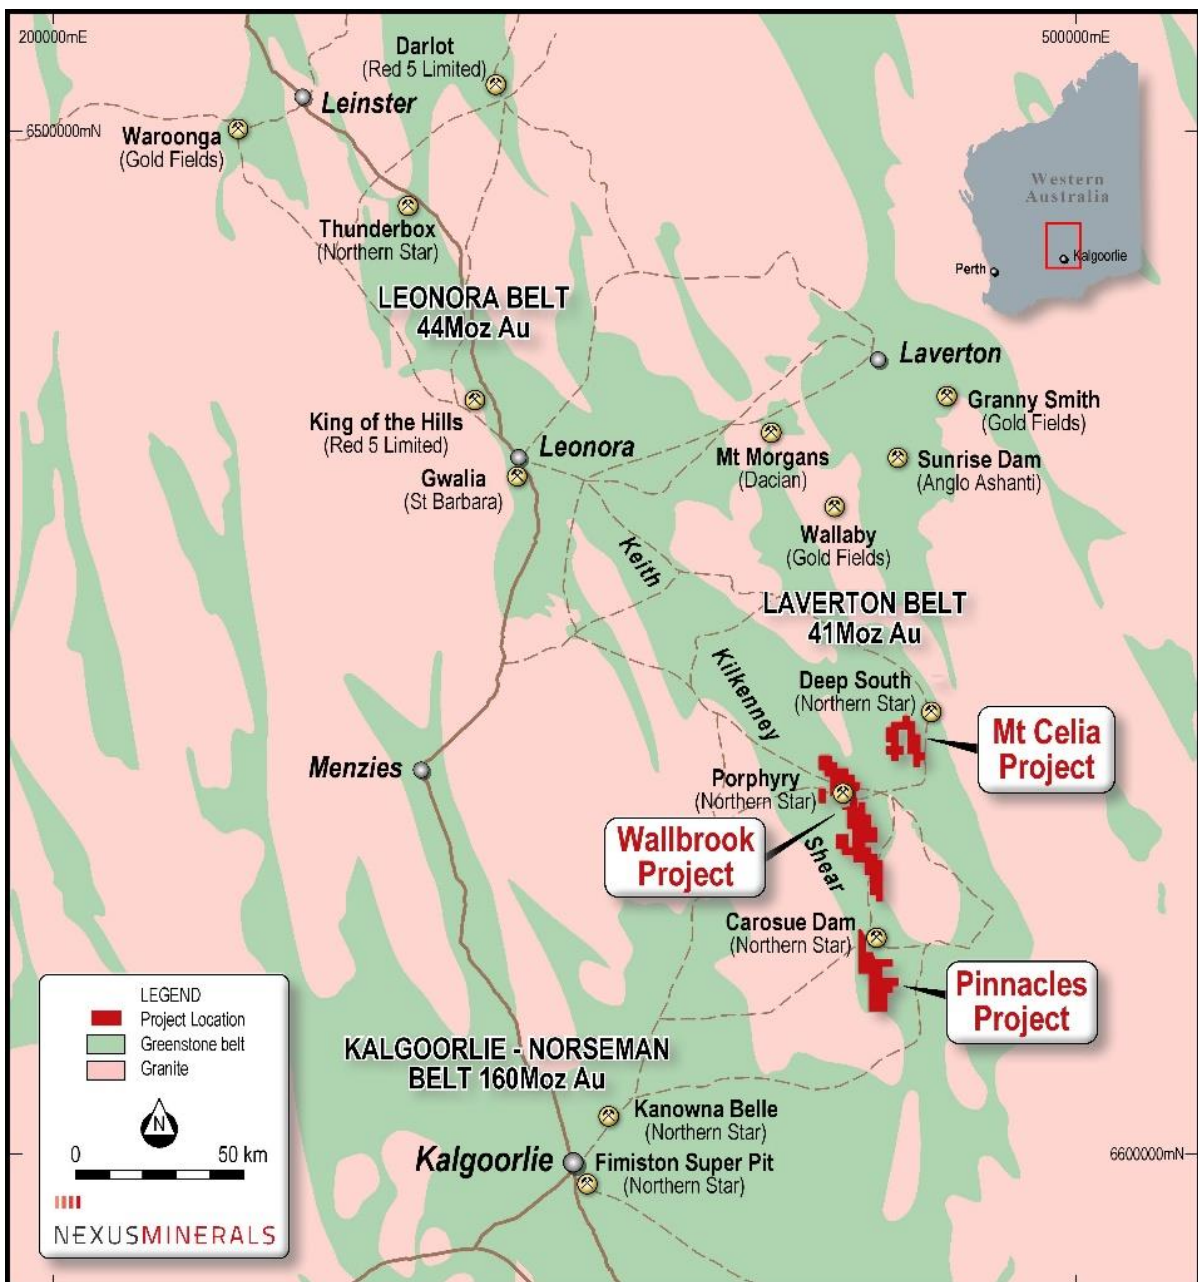 200000mE
500000mE
Darlot
(Red 5 Limited)
Leinster
6500000mN
Waroonga
(Gold Fields)
Western
Australia
Perth
Kalgoorlie
Thunderbox
(Northern Star)
LEONORA BELT
44Moz Au
Laverton
Granny Smith
(Gold Fields)
King of the Hills
(Red 5 Limited)
Leonora
Mt Morgans
(Dacian)
Sunrise Dam
(Anglo Ashanti)
Gwalia
(St Barbara)
Wallaby
(Gold Fields)
Keith
LAVERTON BELT
41Moz Au
Kilkenney
Deep South
(Northern Star)
Mt Celia
Project
Menzies
Porphyry
(Northern Star)
Wallbrook
Project
Shear
Carosue Dam
(Northern Star)
Pinnacles
Project
LEGEND
Project Location
Greenstone belt
Granite
N
0 50 km
NEXUSMINERALS
KALGOORLIE - NORSEMAN
BELT 160Moz Au
Kanowna Belle
(Northern Star)
Kalgoorlie
Fimiston Super Pit
(Northern Star)
6600000mN